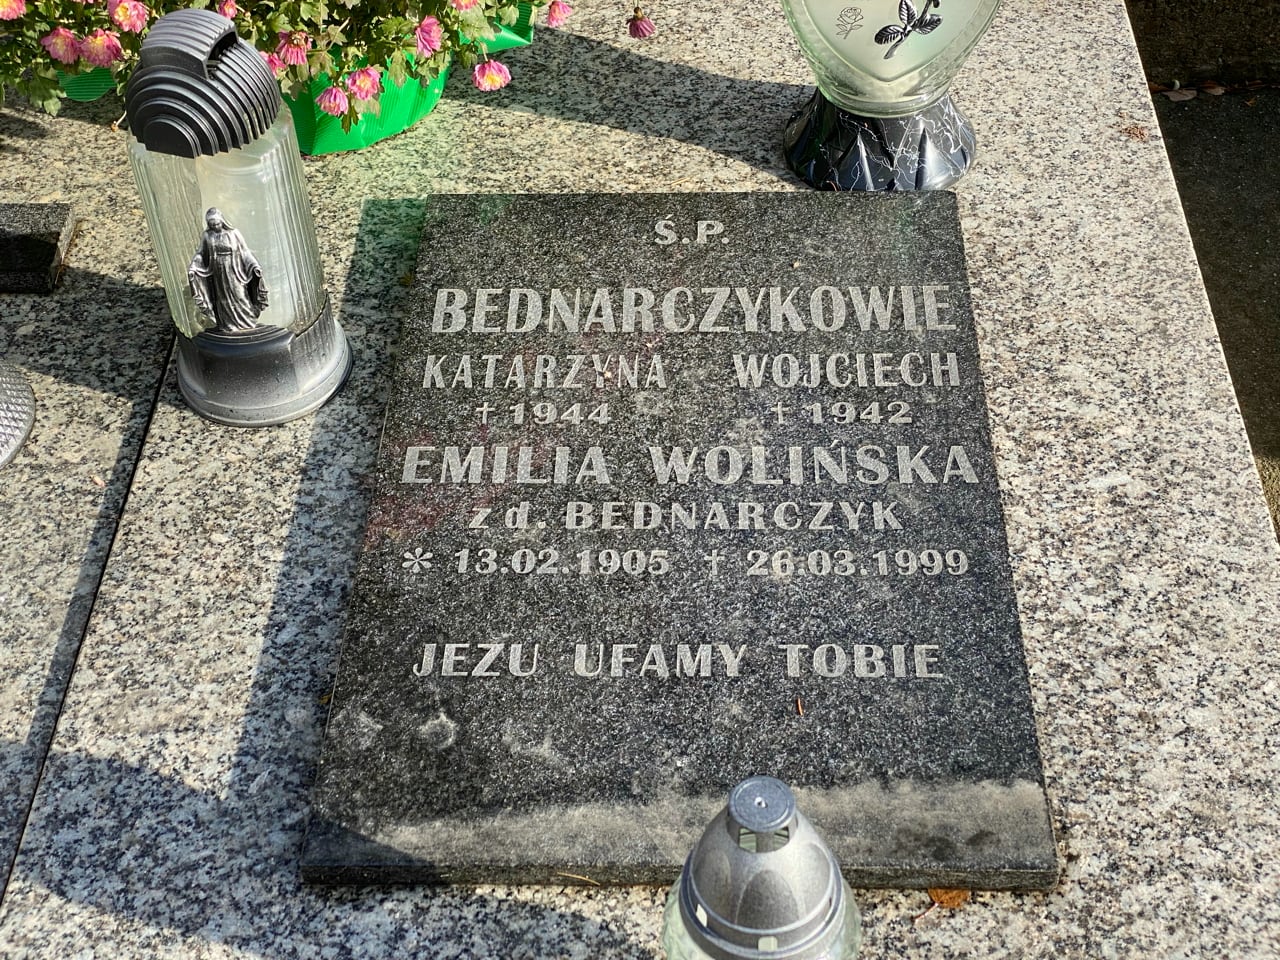 Ś.P.
BEDNARCZYKOWIE
KATARZYNA WOJCIECH
† 1944 † 1942
EMILIA WOLIŃSKA
z d. BEDNARCZYK
* 13.02.1905 † 26.03.1999
JEZU UFAMY TOBIE